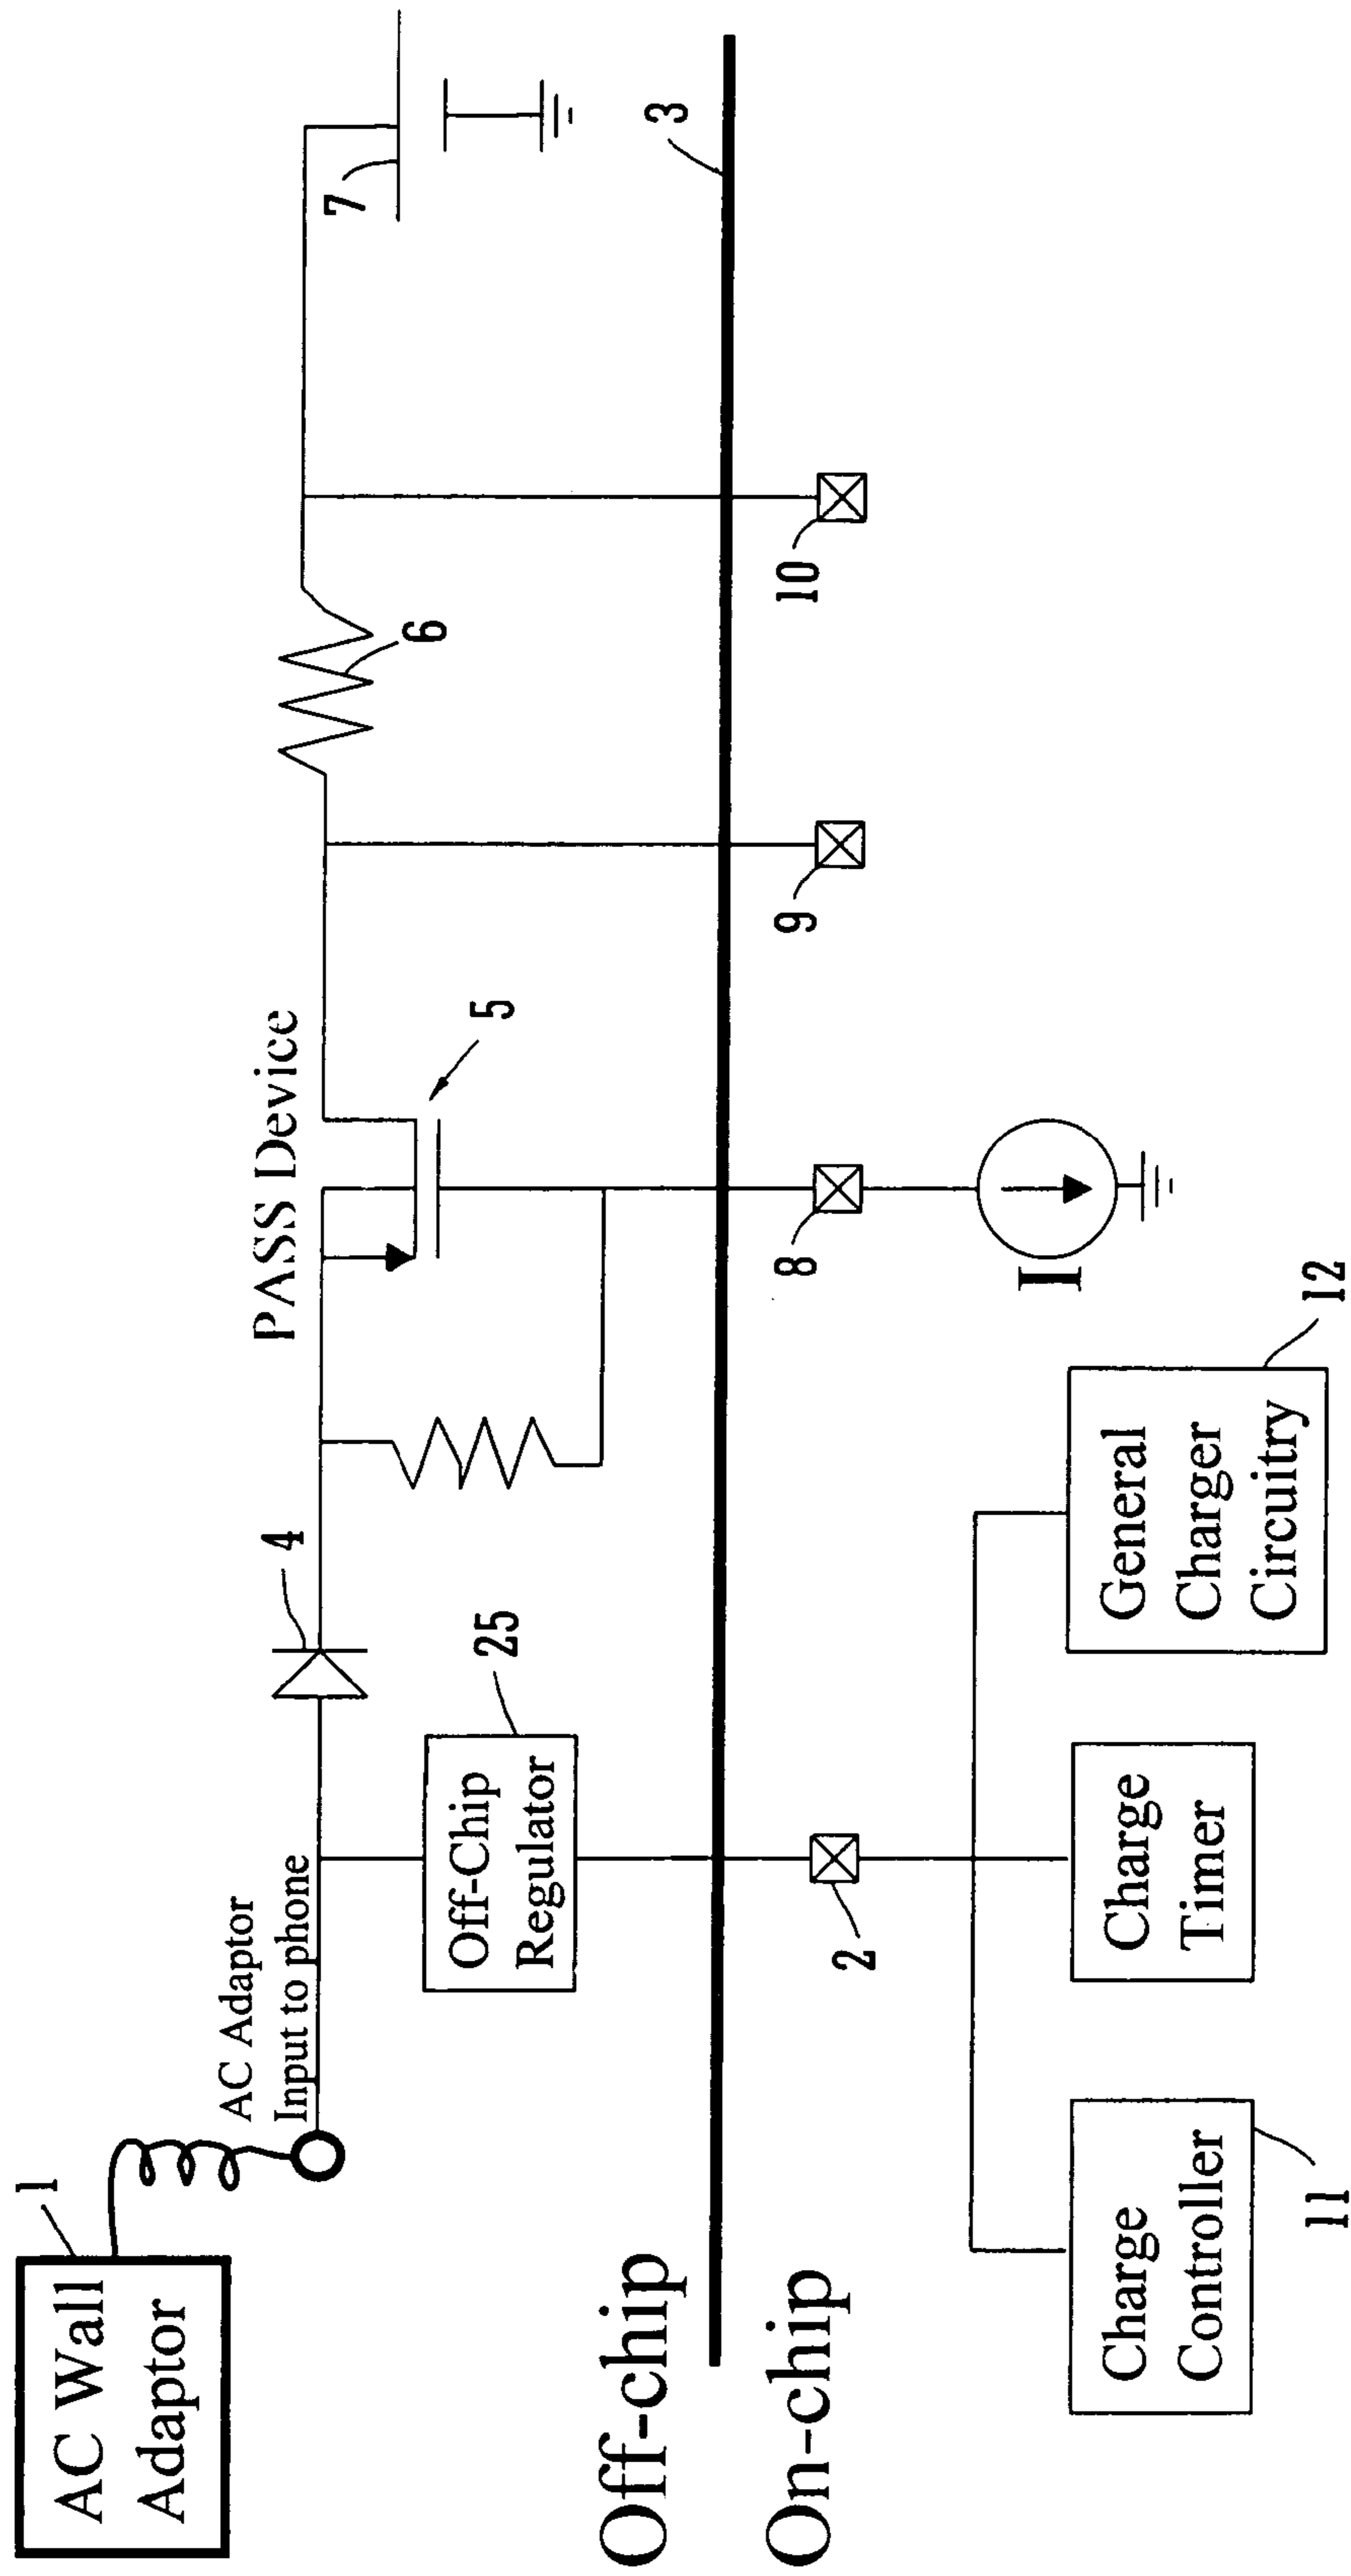 AC Wall
Adaptor
1
AC Adaptor
Input to phone
4
PASS Device
5
6
7
Off-Chip
Regulator
25
Off-chip
3
On-chip
2
8
9
10
I
Charge
Controller
11
Charge
Timer
General
Charger
Circuitry
12